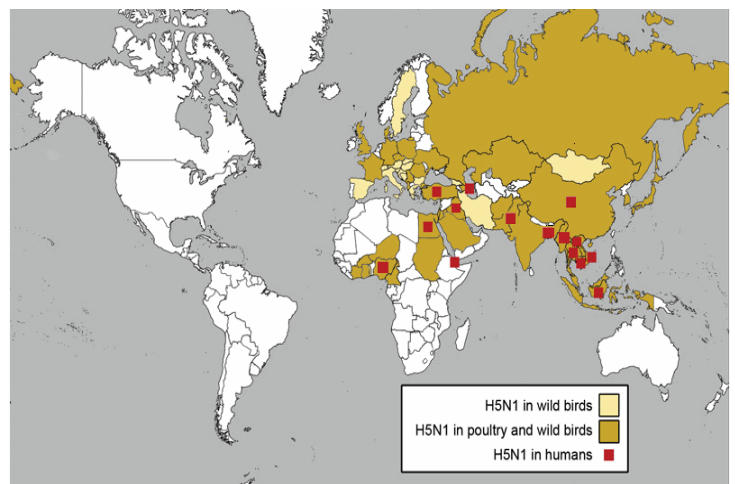 H5N1 in wild birds
H5N1 in poultry and wild birds
H5N1 in humans